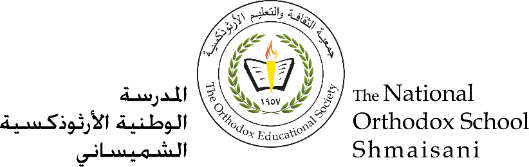 المدرسة
الوطنية الأرثوذكسية
الشميساني
جمعية الثقافة والتعليم الأرثوذكسية
١٩٥٧
The Orthodox Educational Society
The National
Orthodox School
Shmaisani